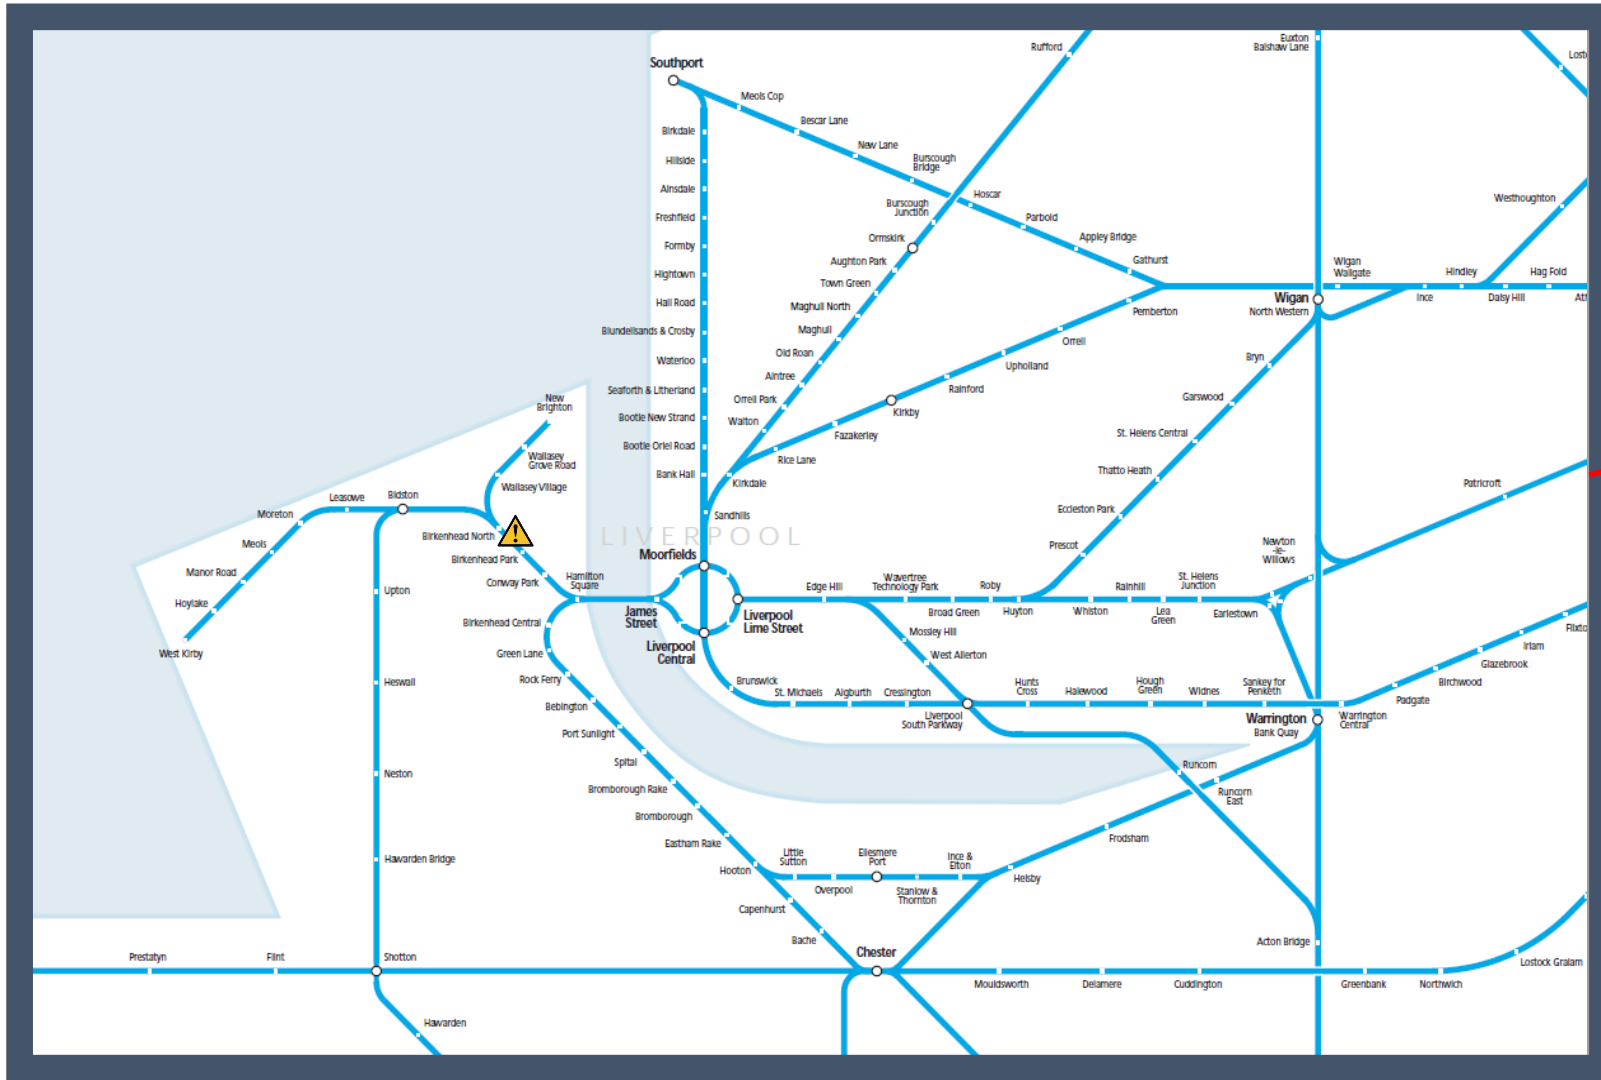 Rufford
Euxton
Balshaw Lane
Southport
Meols Cop
Birkdale
Bescar Lane
Hillside
New Lane
Burscough
Bridge
Ainsdale
Hoscar
Westhoughton
Burscough
Junction
Freshfield
Parbold
Ormskirk
Appley Bridge
Formby
Aughton Park
Gathurst
Wigan
Wallgate
Hindley
Hag Fold
Hightown
Town Green
Wigan
North Western
Ince
Daisy Hill
Hall Road
Maghull North
Pemberton
Blundellsands & Crosby
Maghull
Orrell
Waterloo
Old Roan
Upholland
Bryn
Aintree
Rainford
Seaforth & Litherland
Orrell Park
Garswood
New
Brighton
Kirkby
Bootle New Strand
Walton
Fazakerley
St. Helens Central
Bootle Oriel Road
Rice Lane
Wallasey
Grove Road
Thatto Heath
Bank Hall
Kirkdale
Patricroft
Wallasey Village
Leasowe
Bidston
Moreton
Sandhills
Eccleston Park
Birkenhead North
LIVERPOOL
Meols
Moorfields
Prescot
Newton
-le-
Willows
Birkenhead Park
Manor Road
Conway Park
Hamilton
Square
Edge Hill
Wavertree
Technology Park
Roby
Rainhill
St. Helens
Junction
Upton
Hoylake
James
Street
Liverpool
Lime Street
Broad Green
Huyton
Whiston
Lea
Green
Earlestown
Birkenhead Central
Mossley Hill
West Kirby
Green Lane
Liverpool
Central
West Allerton
Irlam
Glazebrook
Rock Ferry
Brunswick
St. Michaels
Aigburth
Cressington
Hunts
Cross
Halewood
Hough
Green
Widnes
Sankey for
Penketh
Birchwood
Heswall
Padgate
Bebington
Liverpool
South Parkway
Warrington
Bank Quay
Warrington
Central
Port Sunlight
Spital
Runcorn
Neston
Bromborough Rake
Runcorn
East
Bromborough
Frodsham
Eastham Rake
Little
Sutton
Ellesmere
Port
Ince &
Elton
Hawarden Bridge
Hooton
Overpool
Stanlow &
Thornton
Helsby
Capenhurst
Bache
Acton Bridge
Prestatyn
Flint
Shotton
Chester
Lostock Gralam
Mouldsworth
Delamere
Cuddington
Greenbank
Northwich
Hawarden